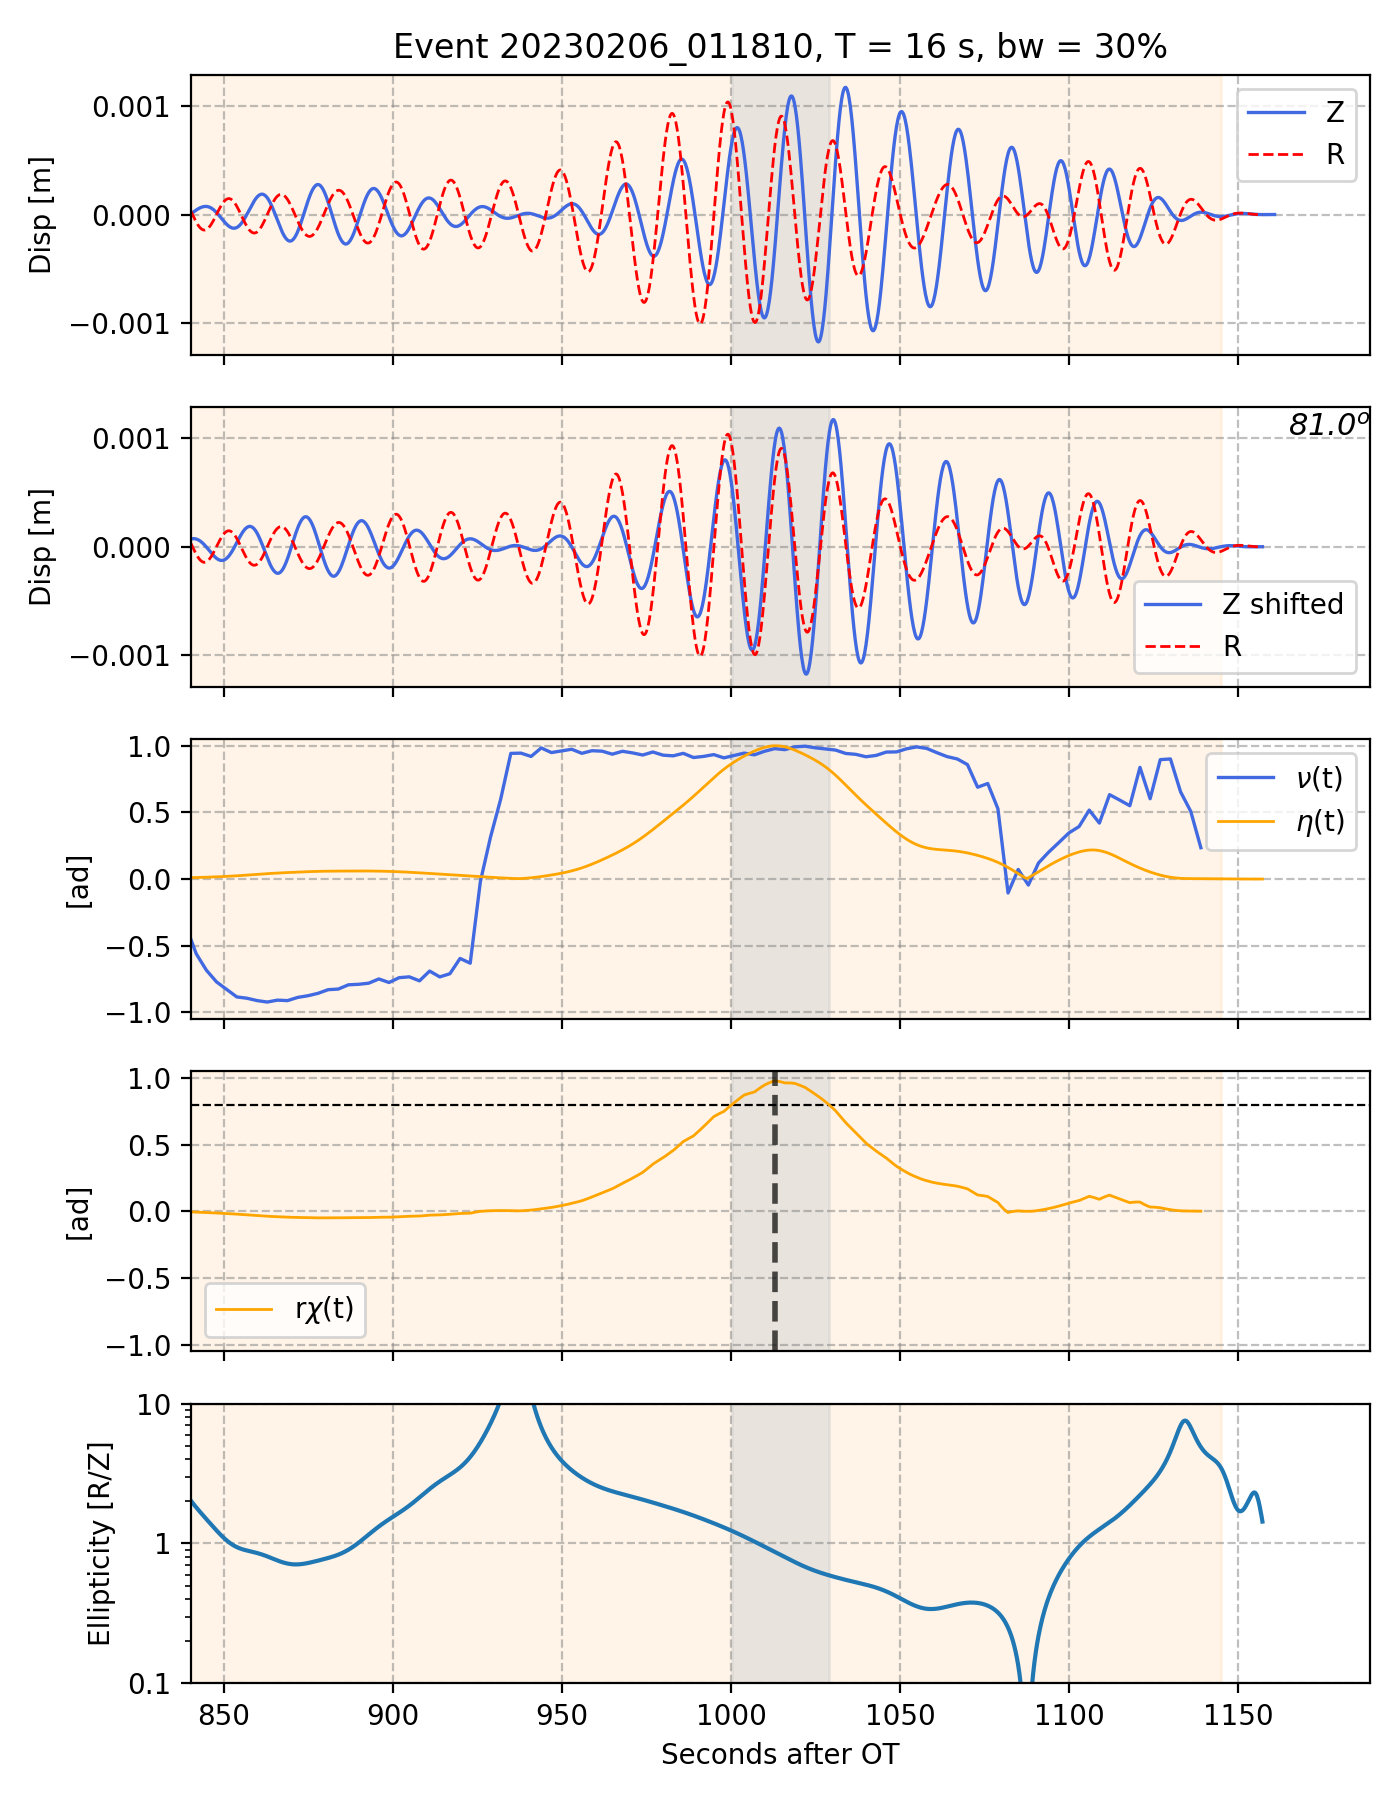 Event 20230206_011810, T = 16 s, bw = 30%
0.001
0.000
−0.001
Disp [m]
Z
R
81.0°
0.001
0.000
−0.001
Disp [m]
Z shifted
R
1.0
0.5
0.0
−0.5
−1.0
[ad]
ν(t)
η(t)
1.0
0.5
0.0
−0.5
−1.0
[ad]
rχ(t)
10
1
0.1
Ellipticity [R/Z]
850 900 950 1000 1050 1100 1150
Seconds after OT